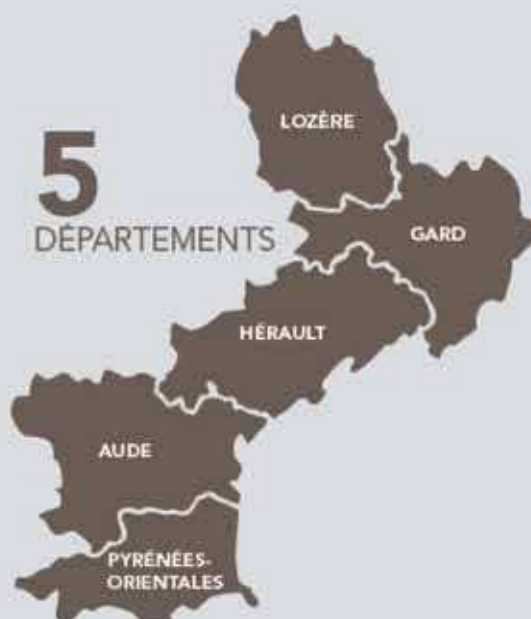 LOZÈRE
5
DÉPARTEMENTS
GARD
HÉRAULT
AUDE
PYRÉNÉES-
ORIENTALES